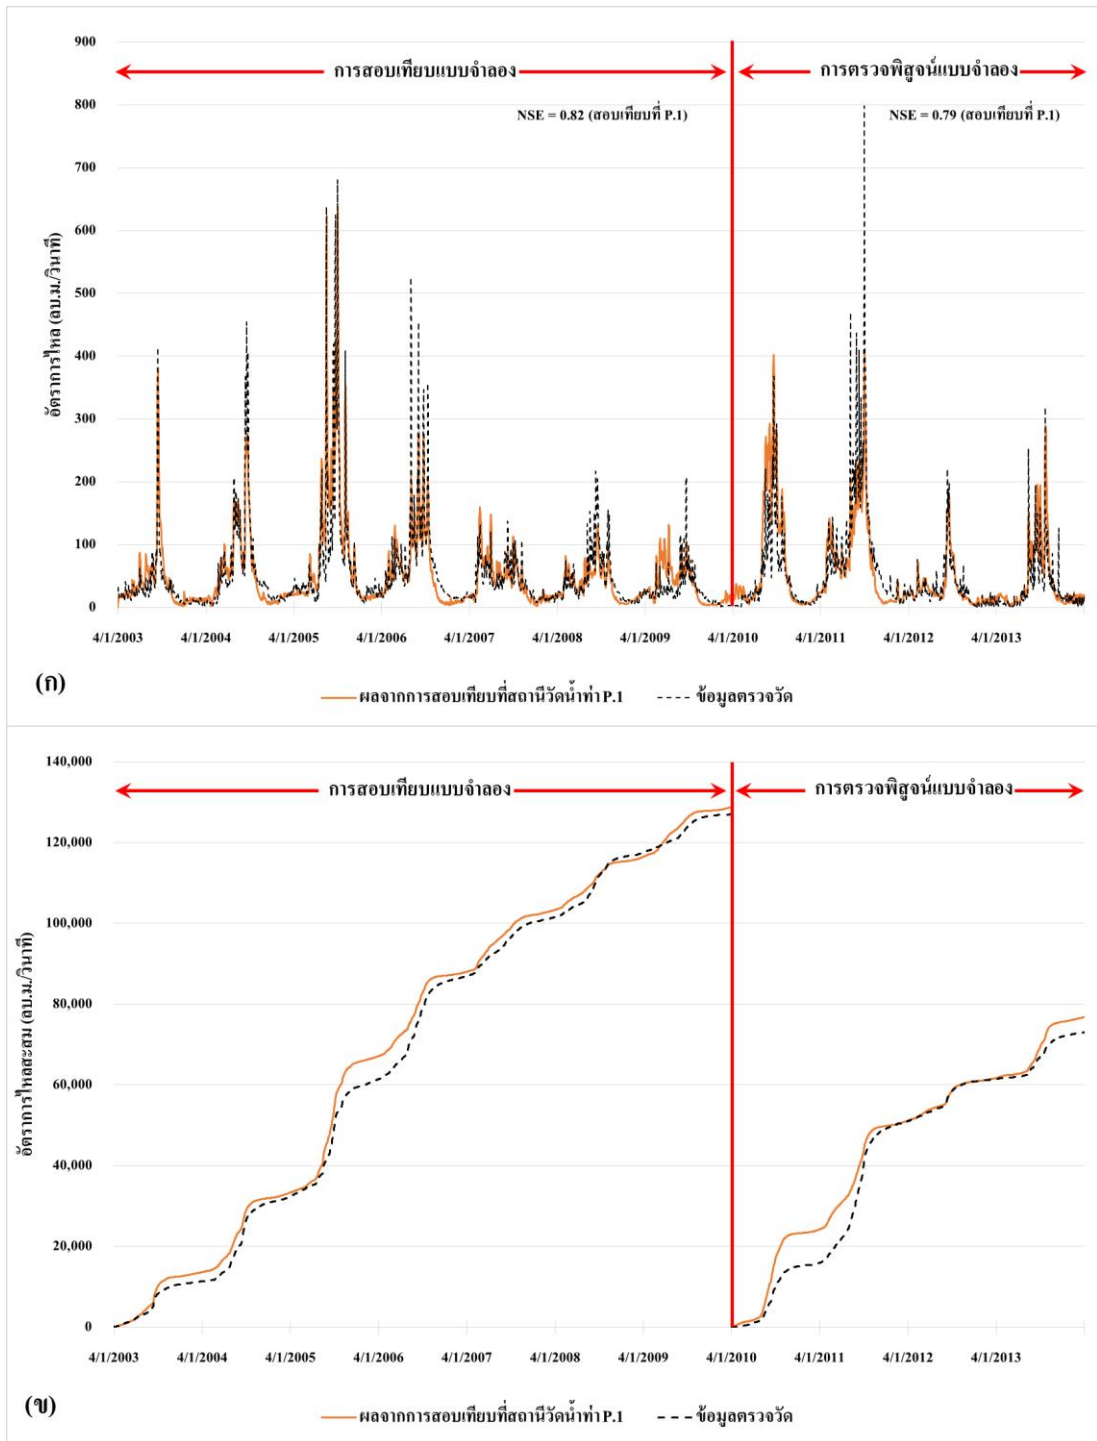 900
800
700
600
500
400
300
200
100
0
อัตราการไหล (ลบ.ม./วินาที)
การสอบเทียบแบบจำลอง
การตรวจพิสูจน์แบบจำลอง
NSE = 0.82 (สอบเทียบที่ P.1)
NSE = 0.79 (สอบเทียบที่ P.1)
4/1/2003 4/1/2004 4/1/2005 4/1/2006 4/1/2007 4/1/2008 4/1/2009 4/1/2010 4/1/2011 4/1/2012 4/1/2013
(ก)
ผลจากการสอบเทียบที่สถานีวัดน้ำท่า P.1 ข้อมูลตรวจวัด
140,000
120,000
100,000
80,000
60,000
40,000
20,000
0
อัตราการไหลสะสม (ลบ.ม./วินาที)
การสอบเทียบแบบจำลอง
การตรวจพิสูจน์แบบจำลอง
4/1/2003 4/1/2004 4/1/2005 4/1/2006 4/1/2007 4/1/2008 4/1/2009 4/1/2010 4/1/2011 4/1/2012 4/1/2013
(ข)
ผลจากการสอบเทียบที่สถานีวัดน้ำท่า P.1 ข้อมูลตรวจวัด